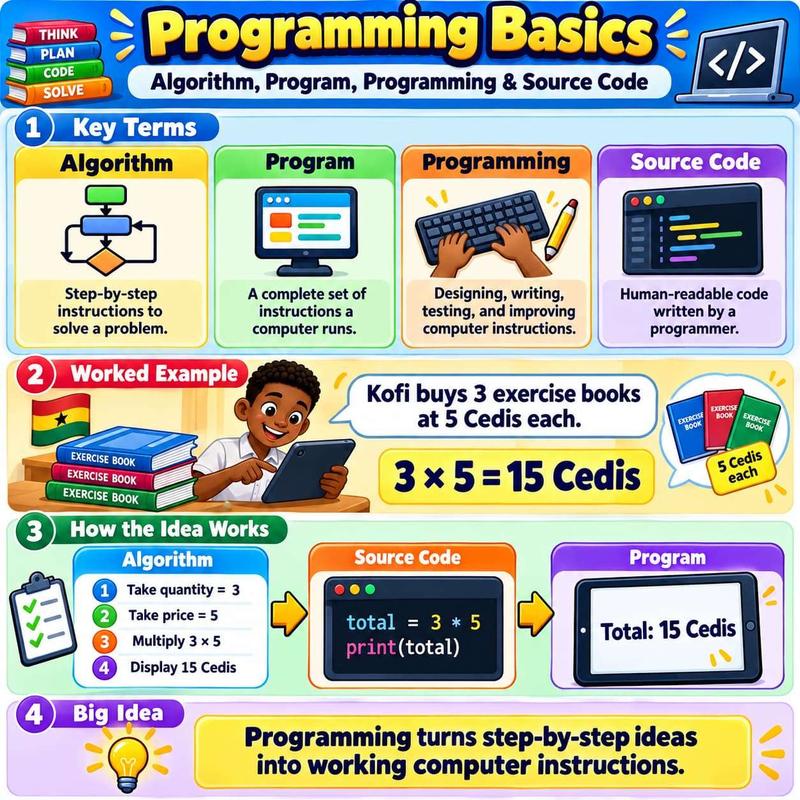 THINK
PLAN
CODE
SOLVE
Programming Basics
Algorithm, Program, Programming & Source Code
</>
1 Key Terms
Algorithm
Step-by-step
instructions to
solve a problem.
Program
A complete set of
instructions a
computer runs.
Programming
Designing, writing,
testing, and improving
computer instructions.
Source Code
Human-readable code
written by a
programmer.
2 Worked Example
EXERCISE BOOK
EXERCISE BOOK
EXERCISE BOOK
Kofi buys 3 exercise books
at 5 Cedis each.
3 × 5 = 15 Cedis
EXERCISE
BOOK
EXERCISE
BOOK
EXERCISE
BOOK
5 Cedis
each
3 How the Idea Works
Algorithm
1 Take quantity = 3
2 Take price = 5
3 Multiply 3 × 5
4 Display 15 Cedis
Source Code
total = 3 * 5
print(total)
Program
Total: 15 Cedis
4 Big Idea
Programming turns step-by-step ideas
into working computer instructions.